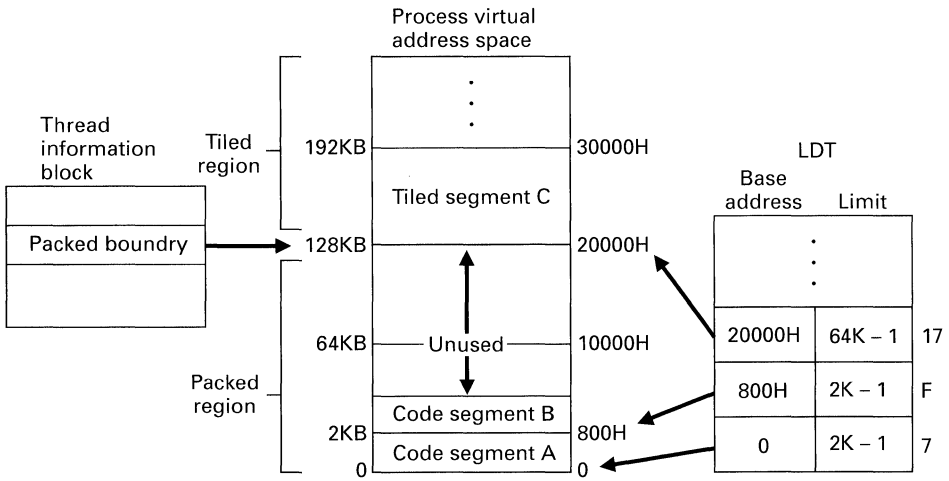 Process virtual
address space
Thread
information
block
Packed boundry
Tiled
region
Packed
region
192KB
128KB
64KB
2KB
0
Tiled segment C
Unused
Code segment B
Code segment A
30000H
20000H
10000H
800H
0
LDT
Base
address
Limit
20000H 64K – 1 17
800H 2K – 1 F
0 2K – 1 7